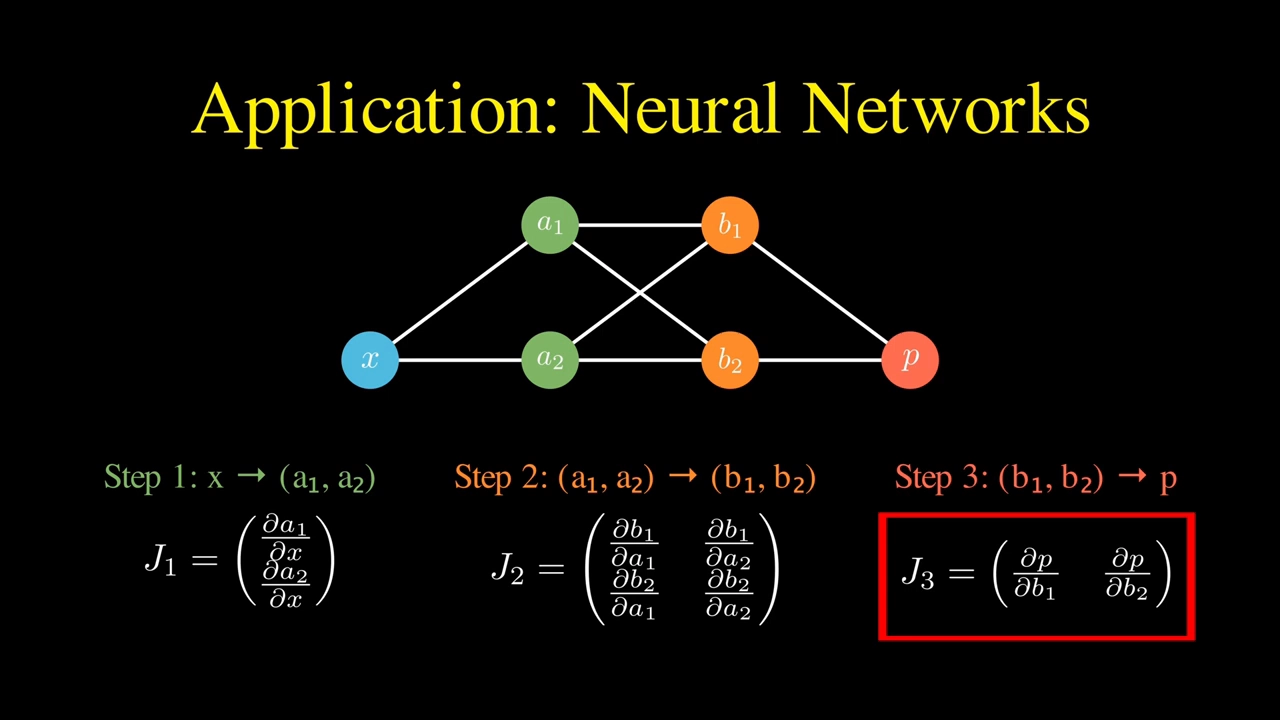 Application: Neural Networks
a₁ b₁
x a₂ b₂ p
Step 1: x → (a₁, a₂) Step 2: (a₁, a₂) → (b₁, b₂) Step 3: (b₁, b₂) → p
J₁ = (∂a₁/∂x ; ∂a₂/∂x) J₂ = (∂b₁/∂a₁ ∂b₁/∂a₂ ; ∂b₂/∂a₁ ∂b₂/∂a₂) J₃ = (∂p/∂b₁ ∂p/∂b₂)